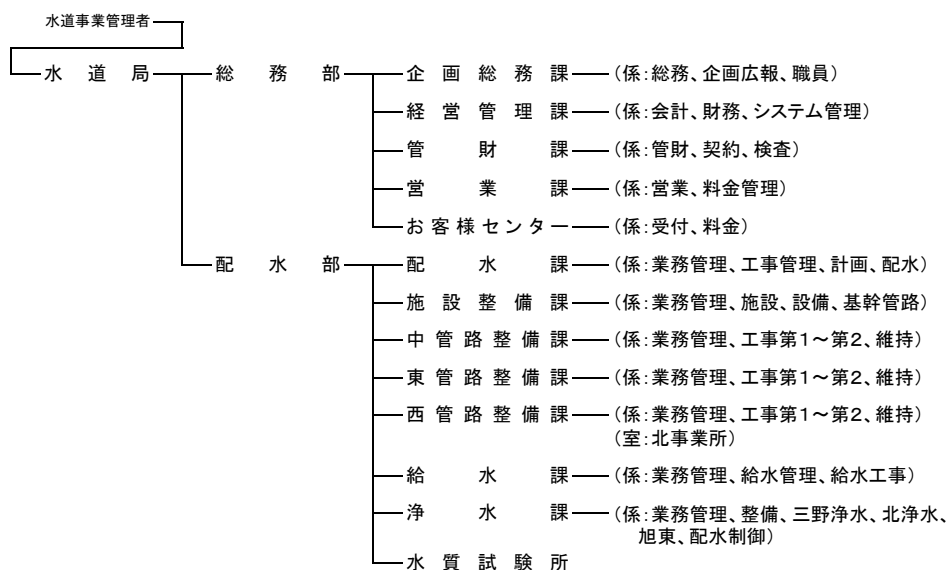 水道事業管理者
水道局 総務部 企画総務課 (係:総務、企画広報、職員)
経営管理課 (係:会計、財務、システム管理)
管財課 (係:管財、契約、検査)
営業課 (係:営業、料金管理)
お客様センター (係:受付、料金)
配水部 配水課 (係:業務管理、工事管理、計画、配水)
施設整備課 (係:業務管理、施設、設備、基幹管路)
中管路整備課 (係:業務管理、工事第1～第2、維持)
東管路整備課 (係:業務管理、工事第1～第2、維持)
西管路整備課 (係:業務管理、工事第1～第2、維持)
(室:北事業所)
給水課 (係:業務管理、給水管理、給水工事)
浄水課 (係:業務管理、整備、三野浄水、北浄水、
旭東、配水制御)
水質試験所